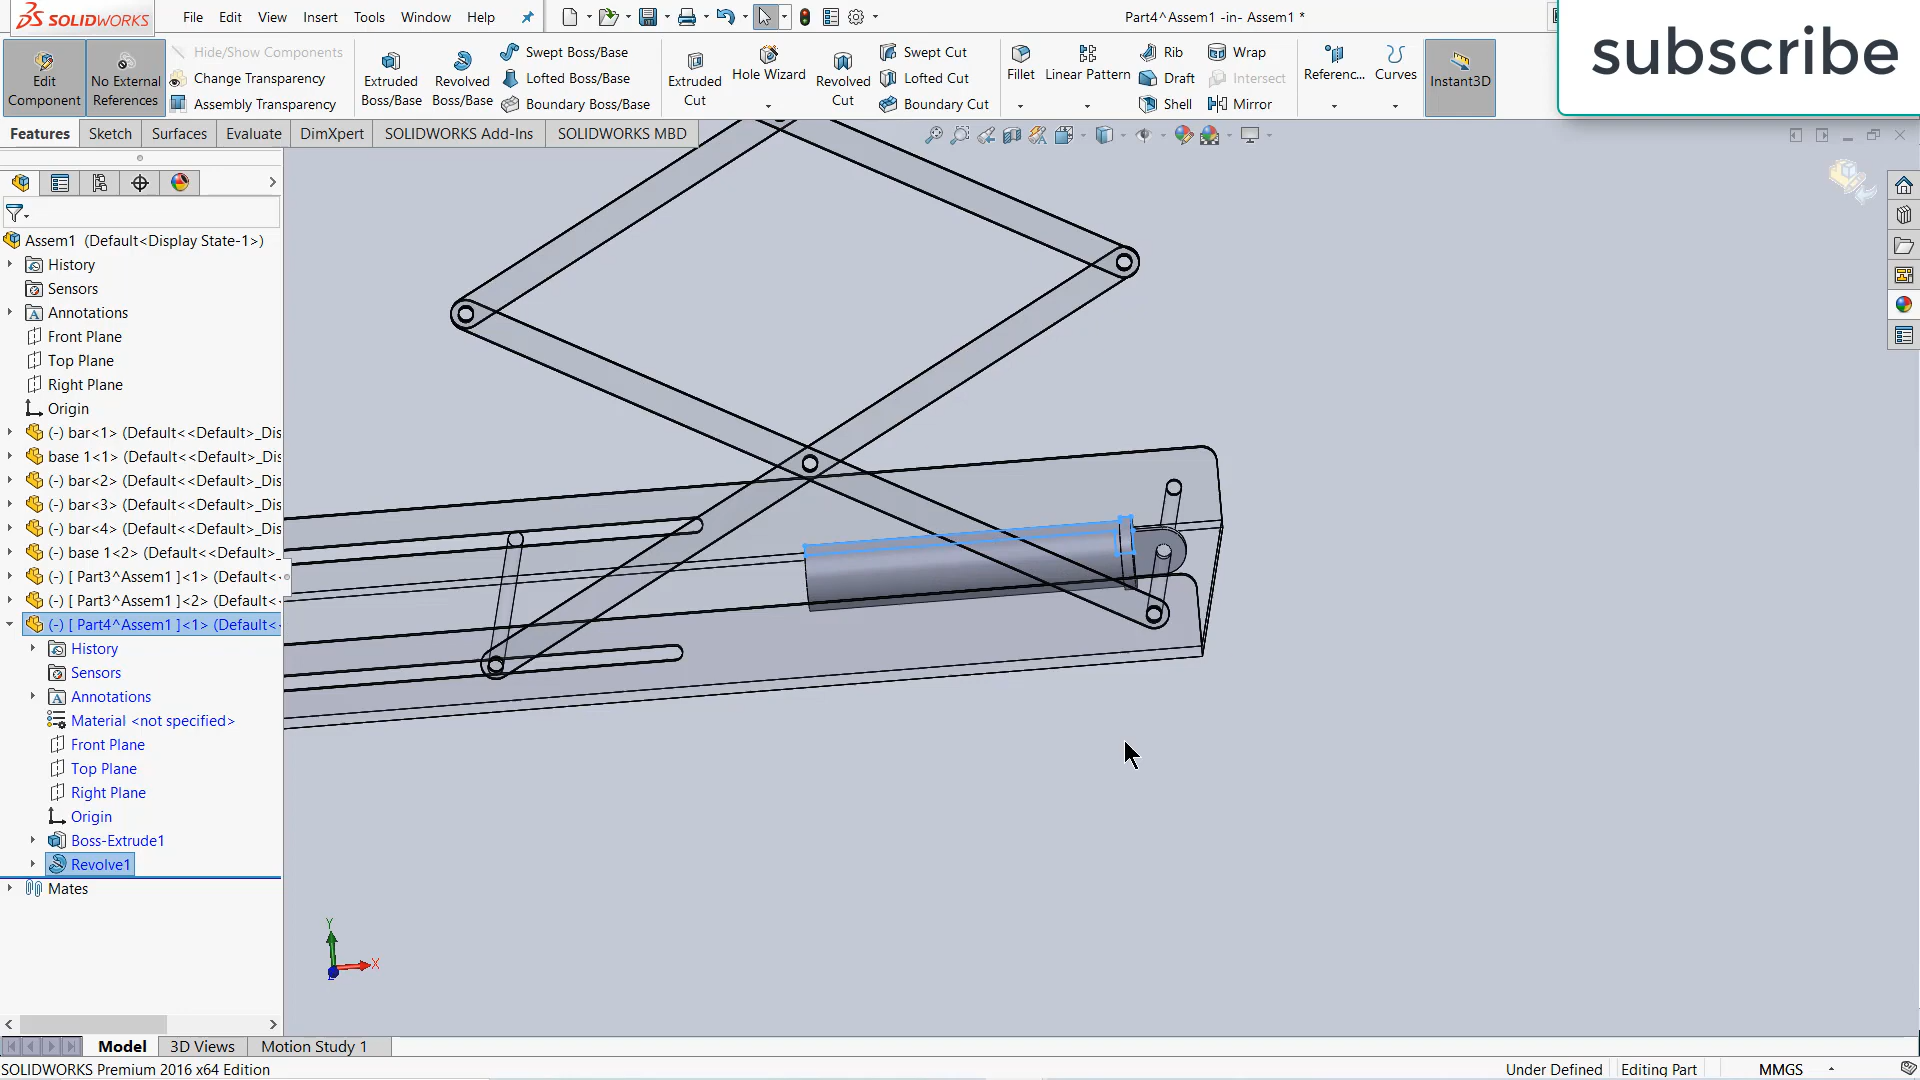 SOLIDWORKS
File Edit View Insert Tools Window Help
Part4^Assem1 -in- Assem1 *
subscribe
Edit Component
No External References
Hide/Show Components
Change Transparency
Assembly Transparency
Extruded Boss/Base
Revolved Boss/Base
Swept Boss/Base
Lofted Boss/Base
Boundary Boss/Base
Extruded Cut
Hole Wizard
Revolved Cut
Swept Cut
Lofted Cut
Boundary Cut
Fillet
Linear Pattern
Rib
Draft
Shell
Wrap
Intersect
Mirror
Referenc...
Curves
Instant3D
Features Sketch Surfaces Evaluate DimXpert SOLIDWORKS Add-Ins SOLIDWORKS MBD
Assem1 (Default<Display State-1>)
History
Sensors
Annotations
Front Plane
Top Plane
Right Plane
Origin
(-) bar<1> (Default<<Default>_Dis
base 1<1> (Default<<Default>_Dis
(-) bar<2> (Default<<Default>_Dis
(-) bar<3> (Default<<Default>_Dis
(-) bar<4> (Default<<Default>_Dis
(-) base 1<2> (Default<<Default>_
(-) [ Part3^Assem1 ]<1> (Default<
(-) [ Part3^Assem1 ]<2> (Default<
(-) [ Part4^Assem1 ]<1> (Default<
History
Sensors
Annotations
Material <not specified>
Front Plane
Top Plane
Right Plane
Origin
Boss-Extrude1
Revolve1
Mates
Y
X
Model 3D Views Motion Study 1
SOLIDWORKS Premium 2016 x64 Edition
Under Defined Editing Part MMGS